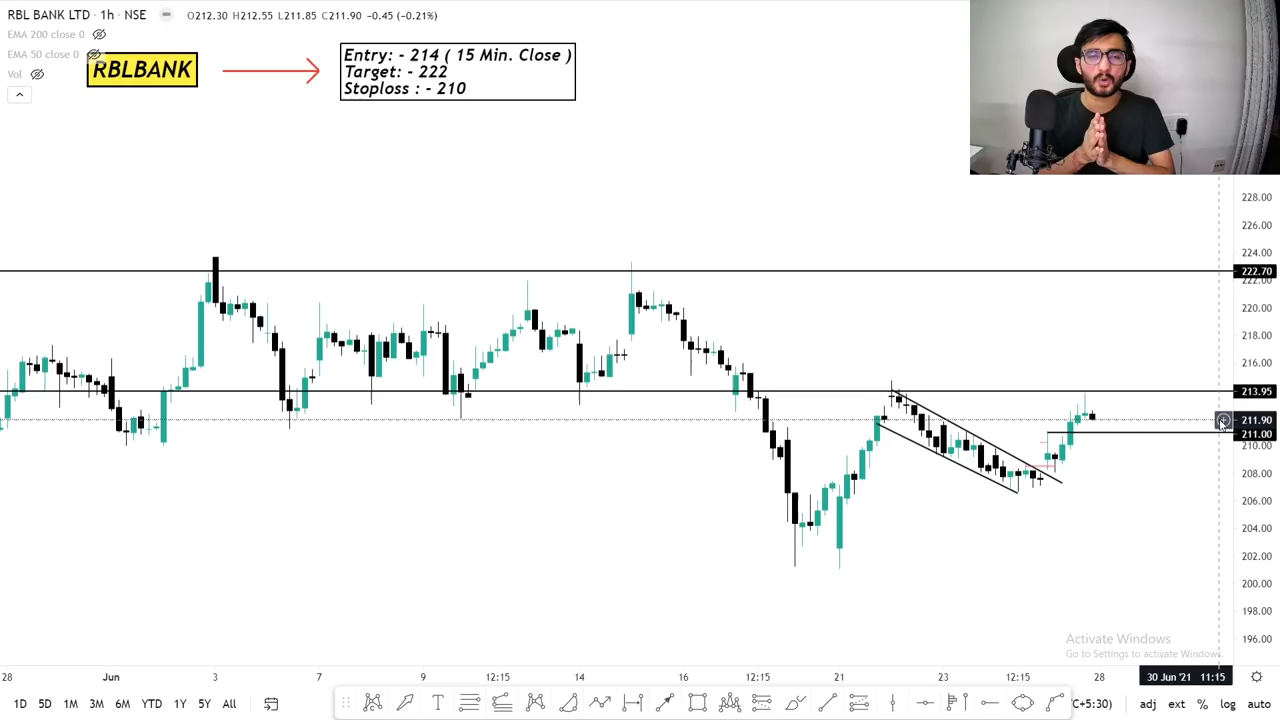 RBL BANK LTD · 1h · NSE O212.30 H212.55 L211.85 C211.90 -0.45 (-0.21%)
EMA 200 close 0
EMA 50 close 0
Vol
RBLBANK
Entry: - 214 ( 15 Min. Close )
Target: - 222
Stoploss : - 210
228.00
226.00
224.00
222.70
222.00
220.00
218.00
216.00
213.95
211.90
211.00
210.00
208.00
206.00
204.00
202.00
200.00
198.00
196.00
Activate Windows
Go to Settings to activate Windows.
28 Jun 3 7 9 12:15 14 16 12:15 21 23 12:15 28 30 Jun '21 11:15
1D 5D 1M 3M 6M YTD 1Y 5Y All C+5:30) adj ext % log auto